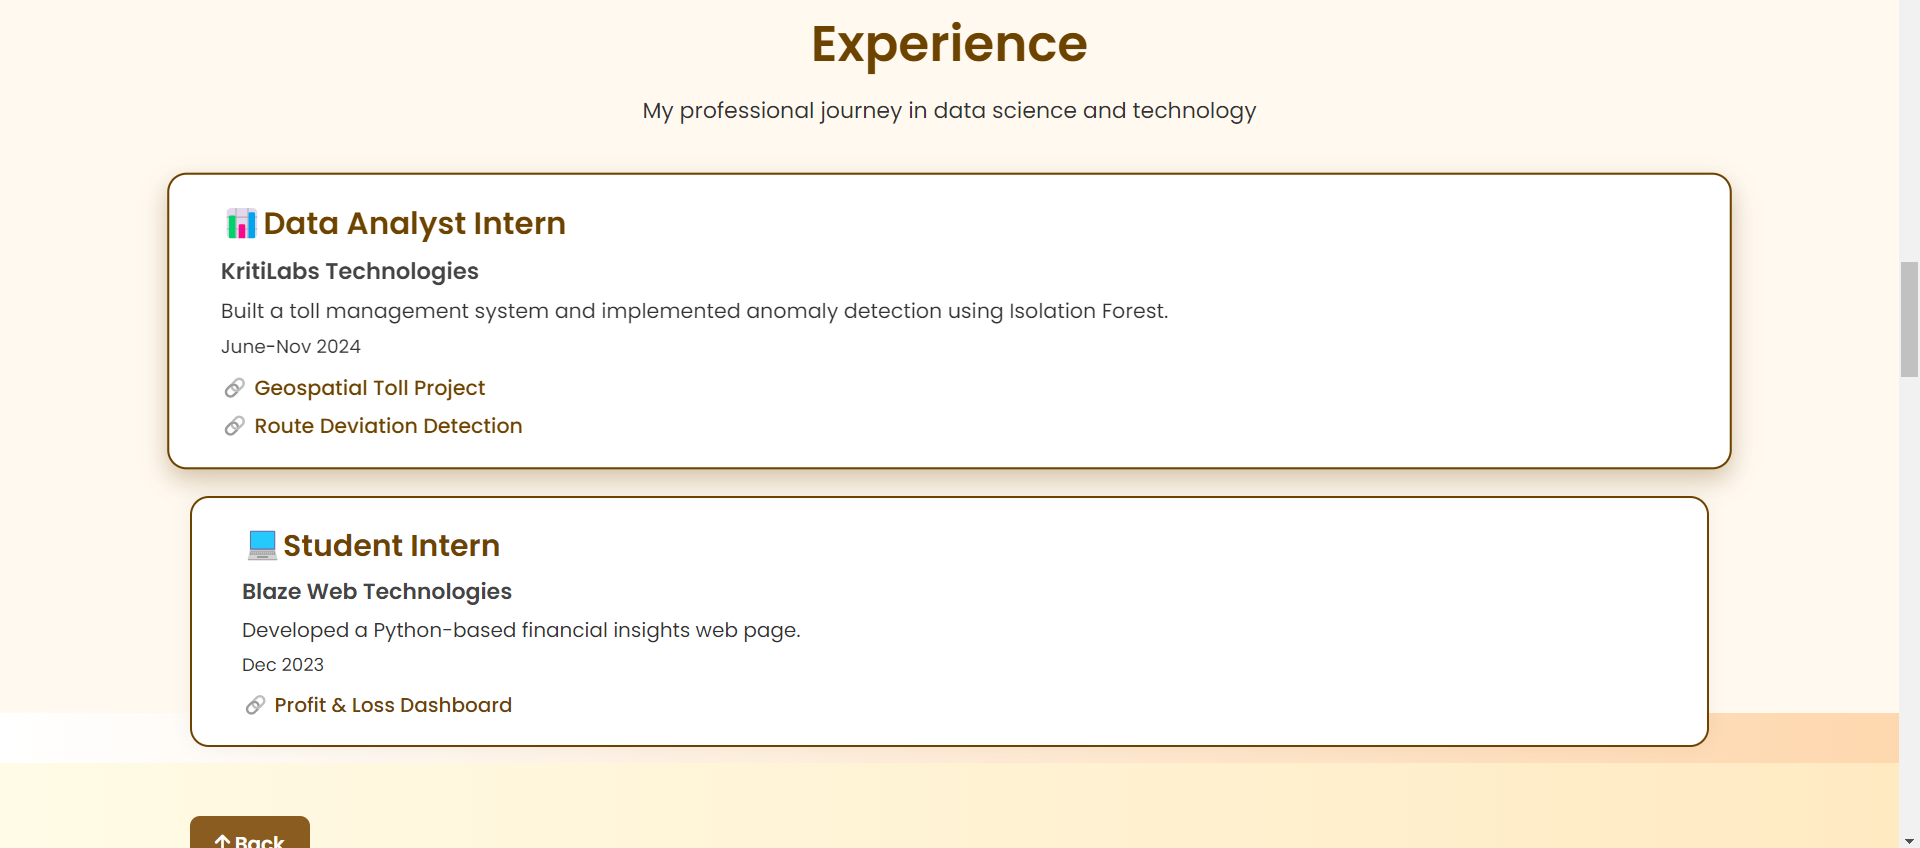 Experience
My professional journey in data science and technology
Data Analyst Intern
KritiLabs Technologies
Built a toll management system and implemented anomaly detection using Isolation Forest.
June-Nov 2024
Geospatial Toll Project
Route Deviation Detection
Student Intern
Blaze Web Technologies
Developed a Python-based financial insights web page.
Dec 2023
Profit & Loss Dashboard
Back